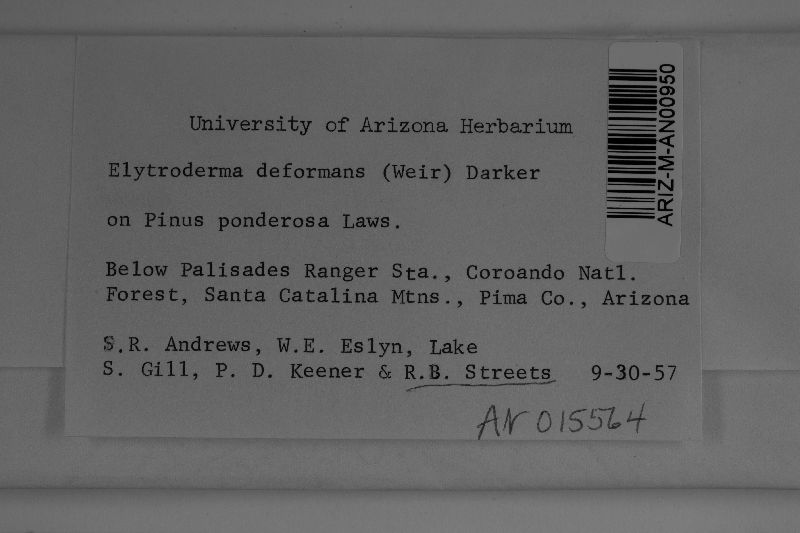 University of Arizona Herbarium
Elytroderma deformans (Weir) Darker
on Pinus ponderosa Laws.
Below Palisades Ranger Sta., Coroando Natl.
Forest, Santa Catalina Mtns., Pima Co., Arizona
S.R. Andrews, W.E. Eslyn, Lake
S. Gill, P. D. Keener & R.B. Streets 9-30-57
AN 015564
ARIZ-M-AN00950